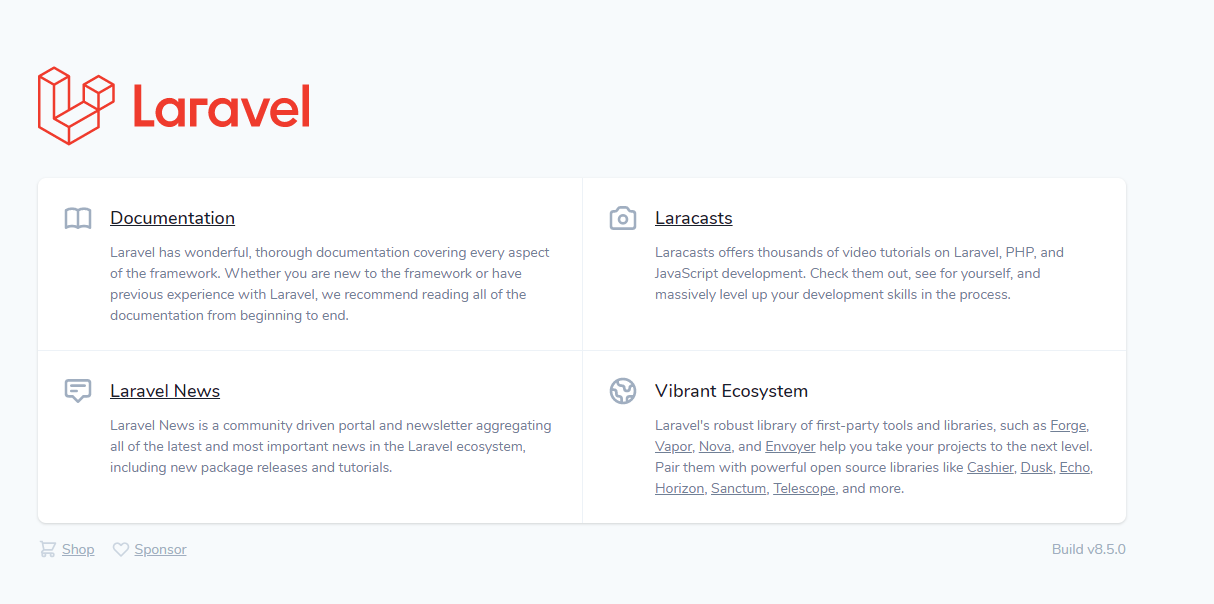 Laravel
Documentation
Laravel has wonderful, thorough documentation covering every aspect
of the framework. Whether you are new to the framework or have
previous experience with Laravel, we recommend reading all of the
documentation from beginning to end.
Laracasts
Laracasts offers thousands of video tutorials on Laravel, PHP, and
JavaScript development. Check them out, see for yourself, and
massively level up your development skills in the process.
Laravel News
Laravel News is a community driven portal and newsletter aggregating
all of the latest and most important news in the Laravel ecosystem,
including new package releases and tutorials.
Vibrant Ecosystem
Laravel's robust library of first-party tools and libraries, such as Forge,
Vapor, Nova, and Envoyer help you take your projects to the next level.
Pair them with powerful open source libraries like Cashier, Dusk, Echo,
Horizon, Sanctum, Telescope, and more.
Shop Sponsor Build v8.5.0